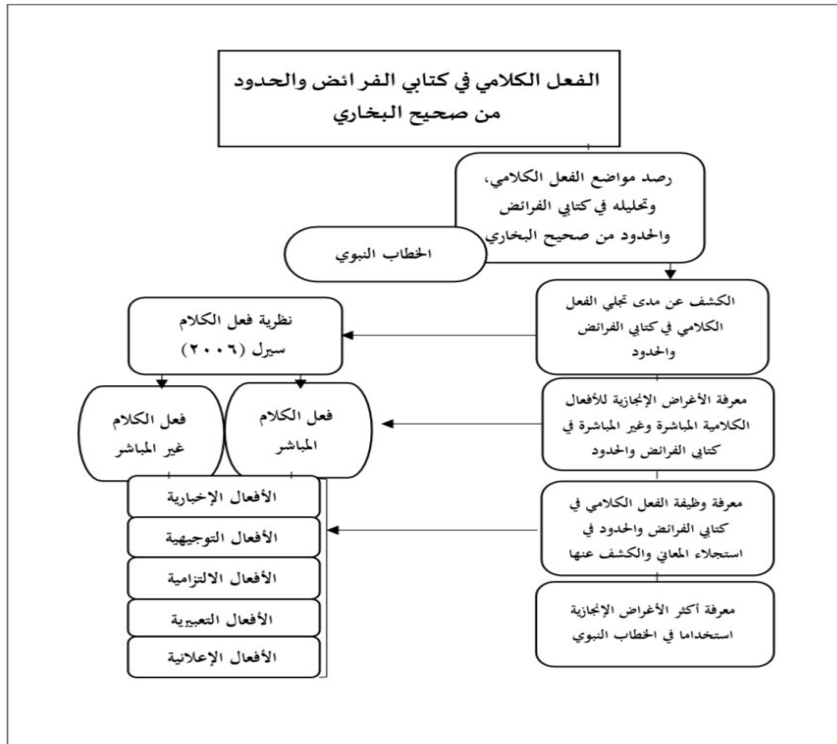 الفعل الكلامي في كتابي الفرائض والحدود
من صحيح البخاري
رصد مواضع الفعل الكلامي،
وتحليله في كتابي الفرائض
والحدود من صحيح البخاري
الخطاب النبوي
الكشف عن مدى تجلي الفعل
الكلامي في كتابي الفرائض
والحدود
نظرية فعل الكلام
سيرل (٢٠٠٦)
معرفة الأغراض الإنجازية للأفعال
الكلامية المباشرة وغير المباشرة في
كتابي الفرائض والحدود
فعل الكلام
المباشر
فعل الكلام
غير المباشر
معرفة وظيفة الفعل الكلامي في
كتابي الفرائض والحدود في
استجلاء المعاني والكشف عنها
معرفة أكثر الأغراض الإنجازية
استخداما في الخطاب النبوي
الأفعال الإخبارية
الأفعال التوجيهية
الأفعال الالتزامية
الأفعال التعبيرية
الأفعال الإعلانية